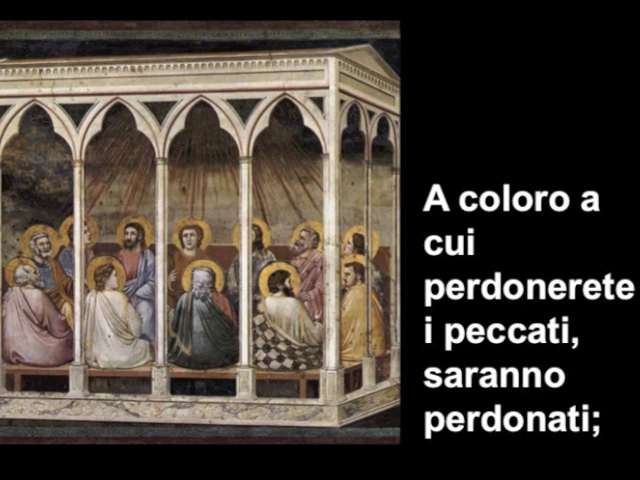 A coloro a
cui
perdonerete
i peccati,
saranno
perdonati;